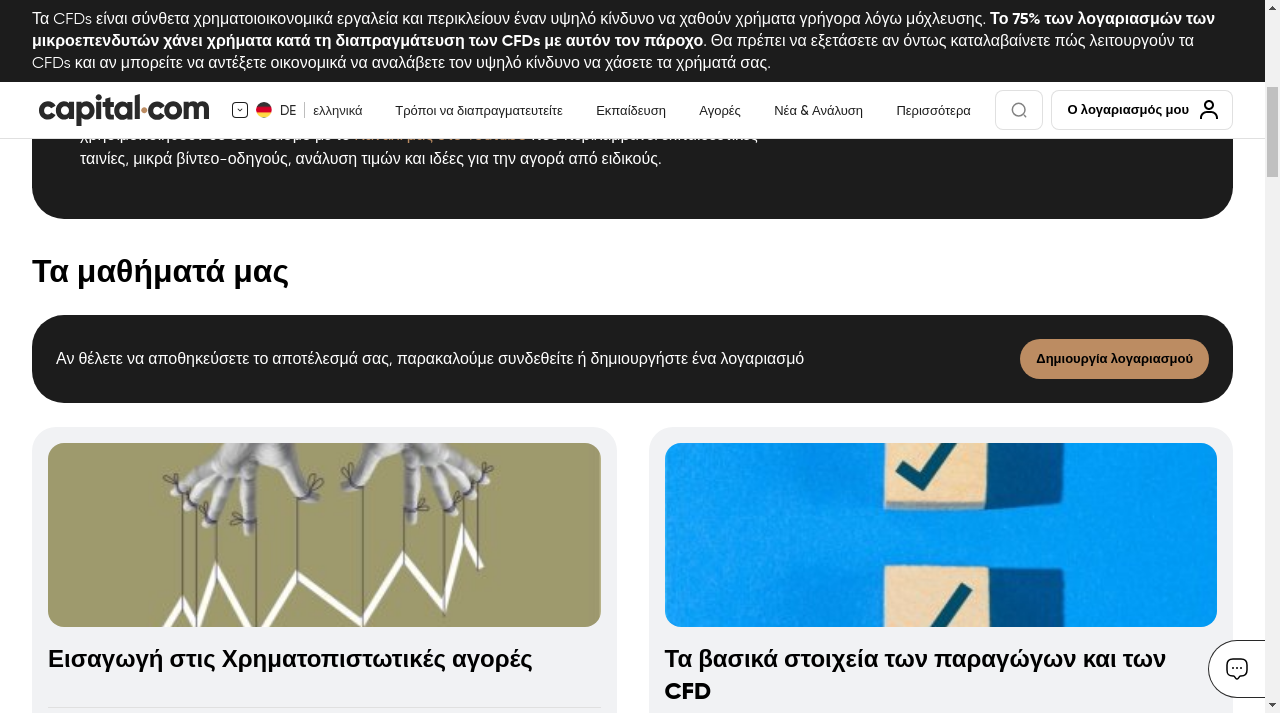 Τα CFDs είναι σύνθετα χρηματοιοικονομικά εργαλεία και περικλείουν έναν υψηλό κίνδυνο να χαθούν χρήματα γρήγορα λόγω μόχλευσης. Το 75% των λογαριασμών των
μικροεπενδυτών χάνει χρήματα κατά τη διαπραγμάτευση των CFDs με αυτόν τον πάροχο. Θα πρέπει να εξετάσετε αν όντως καταλαβαίνετε πώς λειτουργούν τα
CFDs και αν μπορείτε να αντέξετε οικονομικά να αναλάβετε τον υψηλό κίνδυνο να χάσετε τα χρήματά σας.
capital.com DE ελληνικά Τρόποι να διαπραγματευτείτε Εκπαίδευση Αγορές Νέα & Ανάλυση Περισσότερα Ο λογαριασμός μου
ταινίες, μικρά βίντεο-οδηγούς, ανάλυση τιμών και ιδέες για την αγορά από ειδικούς.
Τα μαθήματά μας
Αν θέλετε να αποθηκεύσετε το αποτέλεσμά σας, παρακαλούμε συνδεθείτε ή δημιουργήστε ένα λογαριασμό
Δημιουργία λογαριασμού
Εισαγωγή στις Χρηματοπιστωτικές αγορές
Τα βασικά στοιχεία των παραγώγων και των
CFD